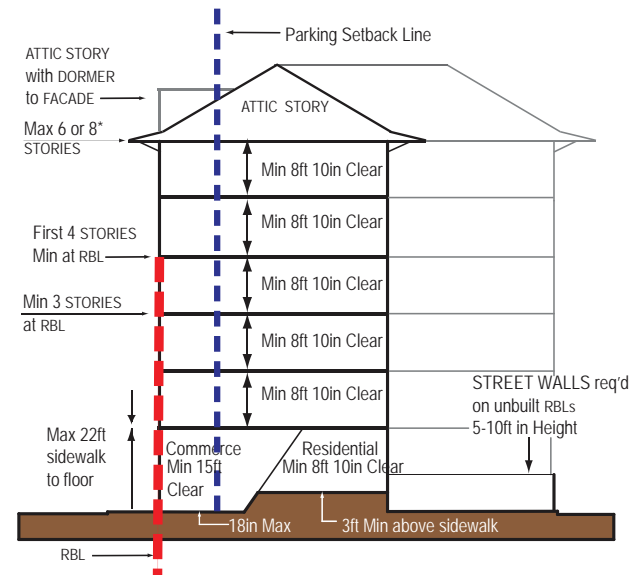 Parking Setback Line
ATTIC STORY
with DORMER
to FACADE
ATTIC STORY
Max 6 or 8*
STORIES
Min 8ft 10in Clear
Min 8ft 10in Clear
First 4 STORIES
Min at RBL
Min 8ft 10in Clear
Min 3 STORIES
at RBL
Min 8ft 10in Clear
Min 8ft 10in Clear
STREET WALLS req'd
on unbuilt RBLs
5-10ft in Height
Max 22ft
sidewalk
to floor
Commerce
Min 15ft
Clear
Residential
Min 8ft 10in Clear
18in Max
3ft Min above sidewalk
RBL